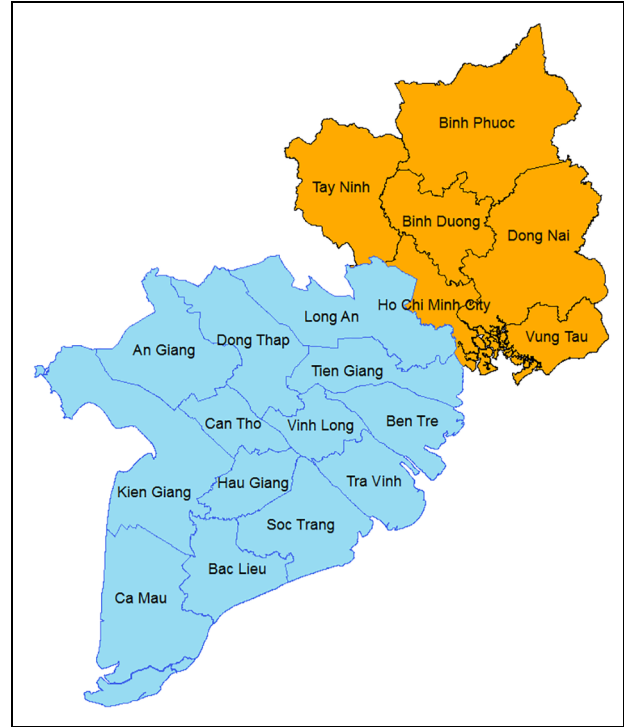 Binh Phuoc
Tay Ninh
Binh Duong
Dong Nai
Ho Chi Minh City
Long An
Vung Tau
Dong Thap
An Giang
Tien Giang
Can Tho
Vinh Long
Ben Tre
Kien Giang
Hau Giang
Tra Vinh
Soc Trang
Bac Lieu
Ca Mau